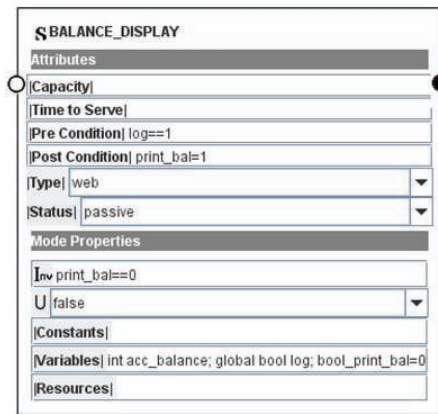 S BALANCE_DISPLAY
Attributes
|Capacity|
|Time to Serve|
|Pre Condition| log==1
|Post Condition| print_bal=1
|Type| web
|Status| passive
Mode Properties
Inv print_bal==0
U false
|Constants|
|Variables| int acc_balance; global bool log; bool_print_bal=0
|Resources|